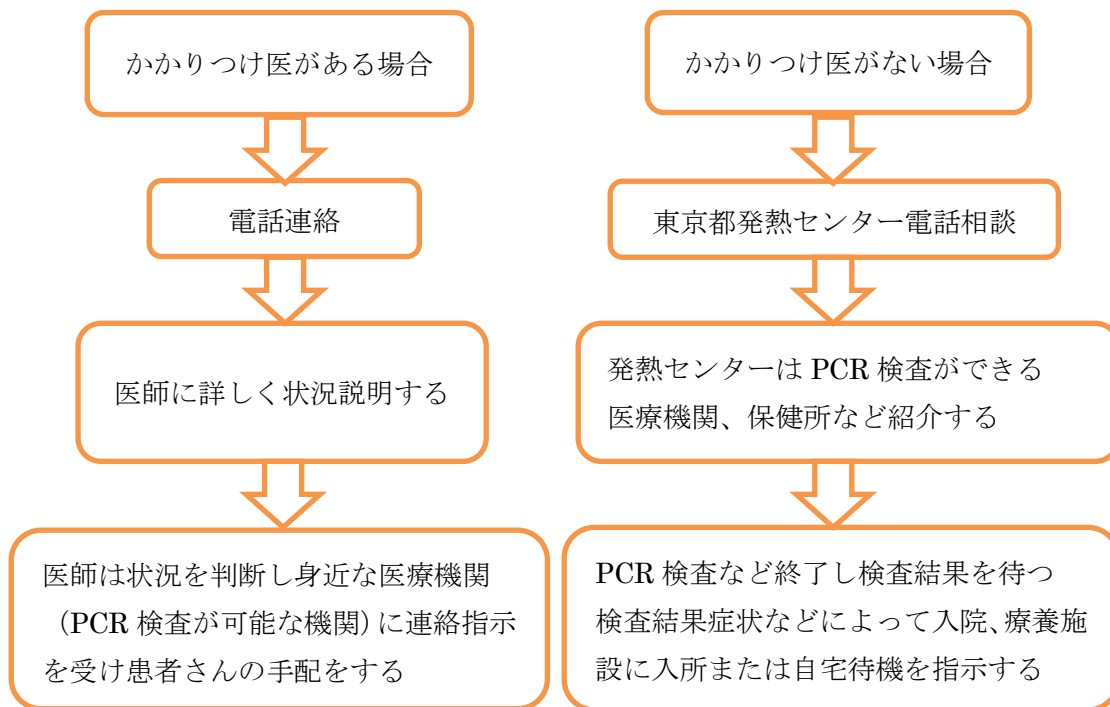 かかりつけ医がある場合
電話連絡
医師に詳しく状況説明する
医師は状況を判断し身近な医療機関
（PCR 検査が可能な機関）に連絡指示
を受け患者さんの手配をする
かかりつけ医がない場合
東京都発熱センター電話相談
発熱センターは PCR 検査ができる
医療機関、保健所など紹介する
PCR 検査など終了し検査結果を待つ
検査結果症状などによって入院、療養施
設に入所または自宅待機を指示する